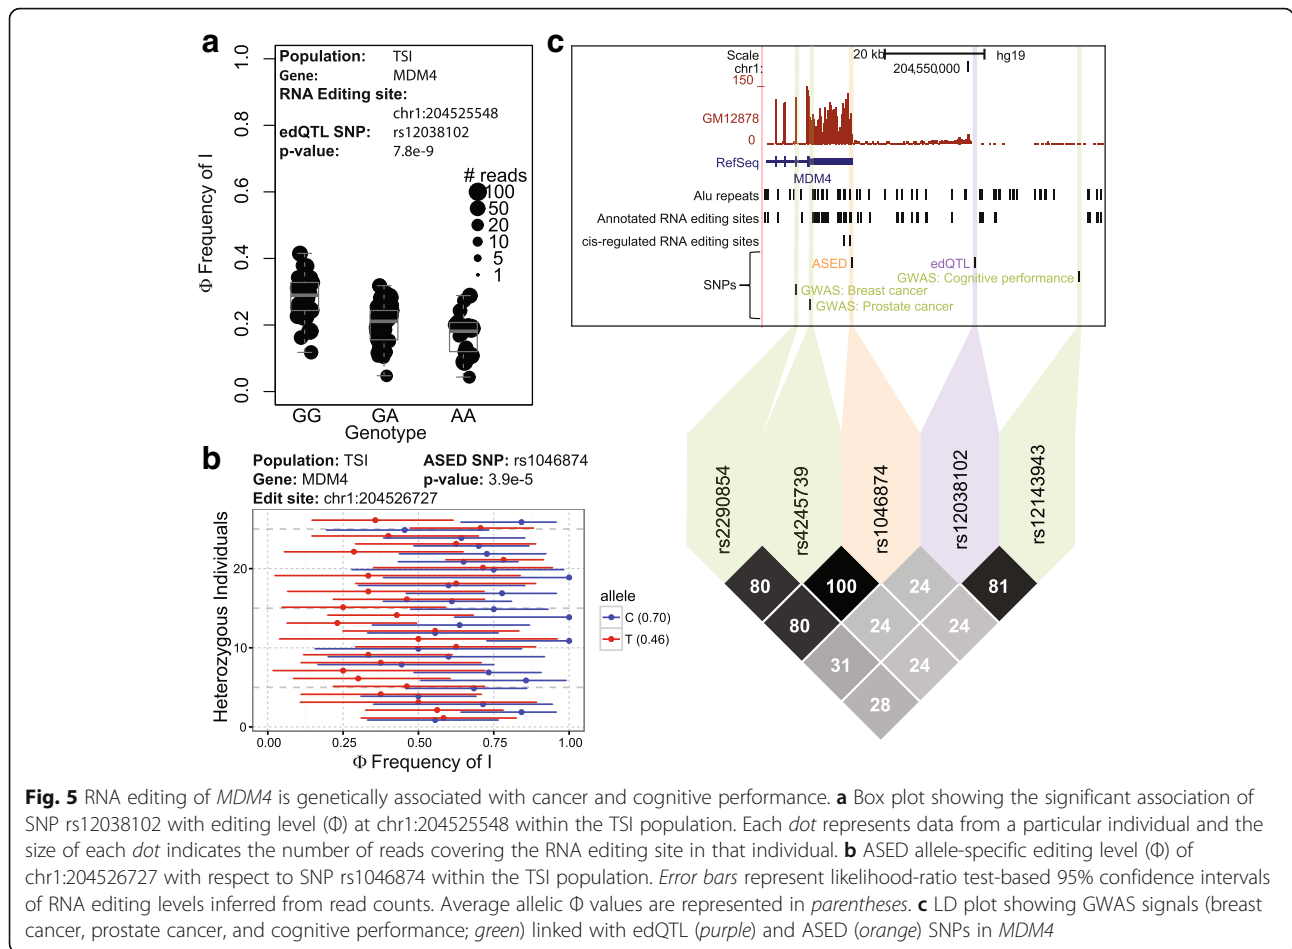 a
Population: TSI
Gene: MDM4
RNA Editing site:
chr1:204525548
edQTL SNP: rs12038102
p-value: 7.8e-9
# reads
100
50
20
10
5
1
Φ Frequency of I
1.0
0.8
0.6
0.4
0.2
0.0
GG GA AA
Genotype
b
Population: TSI ASED SNP: rs1046874
Gene: MDM4 p-value: 3.9e-5
Edit site: chr1:204526727
Heterozygous Individuals
20
10
0
0.00 0.25 0.50 0.75 1.00
Φ Frequency of I
allele
C (0.70)
T (0.46)
c
Scale 20 kb hg19
chr1: 204,550,000
150
GM12878
0
RefSeq
MDM4
Alu repeats
Annotated RNA editing sites
cis-regulated RNA editing sites
SNPs
ASED edQTL
GWAS: Cognitive performance
GWAS: Breast cancer
GWAS: Prostate cancer
rs2290854
rs4245739
rs1046874
rs12038102
rs12143943
80 100 24 81
80 24 24
31 24
28
Fig. 5 RNA editing of MDM4 is genetically associated with cancer and cognitive performance. a Box plot showing the significant association of
SNP rs12038102 with editing level (Φ) at chr1:204525548 within the TSI population. Each dot represents data from a particular individual and the
size of each dot indicates the number of reads covering the RNA editing site in that individual. b ASED allele-specific editing level (Φ) of
chr1:204526727 with respect to SNP rs1046874 within the TSI population. Error bars represent likelihood-ratio test-based 95% confidence intervals
of RNA editing levels inferred from read counts. Average allelic Φ values are represented in parentheses. c LD plot showing GWAS signals (breast
cancer, prostate cancer, and cognitive performance; green) linked with edQTL (purple) and ASED (orange) SNPs in MDM4